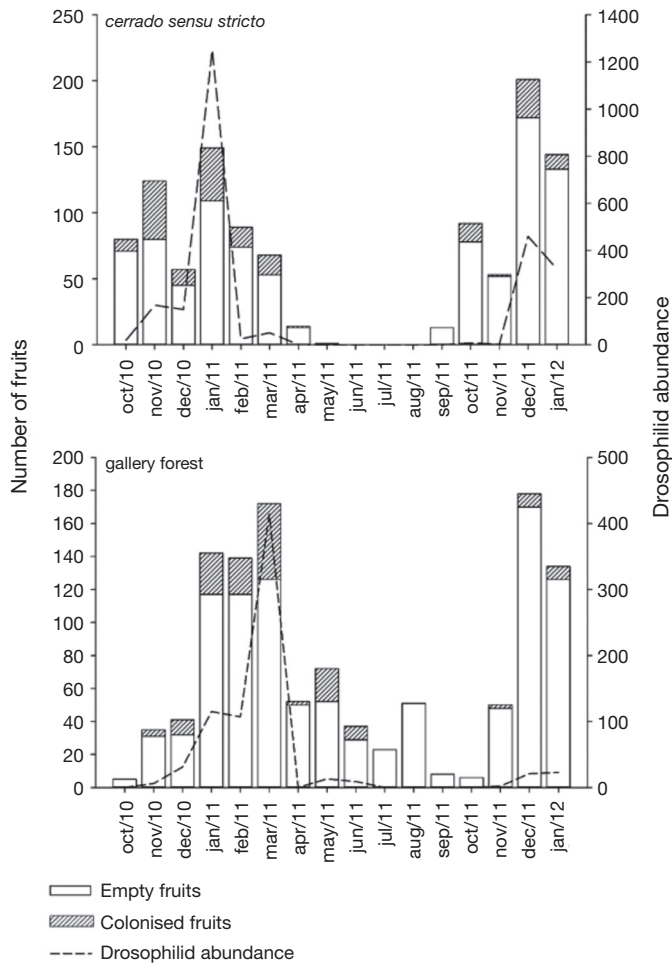 cerrado sensu stricto
250
200
150
100
50
0
1400
1200
1000
800
600
400
200
0
oct/10
nov/10
dec/10
jan/11
feb/11
mar/11
apr/11
may/11
jun/11
jul/11
aug/11
sep/11
oct/11
nov/11
dec/11
jan/12
Number of fruits
Drosophilid abundance
gallery forest
200
180
160
140
120
100
80
60
40
20
0
500
400
300
200
100
0
oct/10
nov/10
dec/10
jan/11
feb/11
mar/11
apr/11
may/11
jun/11
jul/11
aug/11
sep/11
oct/11
nov/11
dec/11
jan/12
Empty fruits
Colonised fruits
Drosophilid abundance